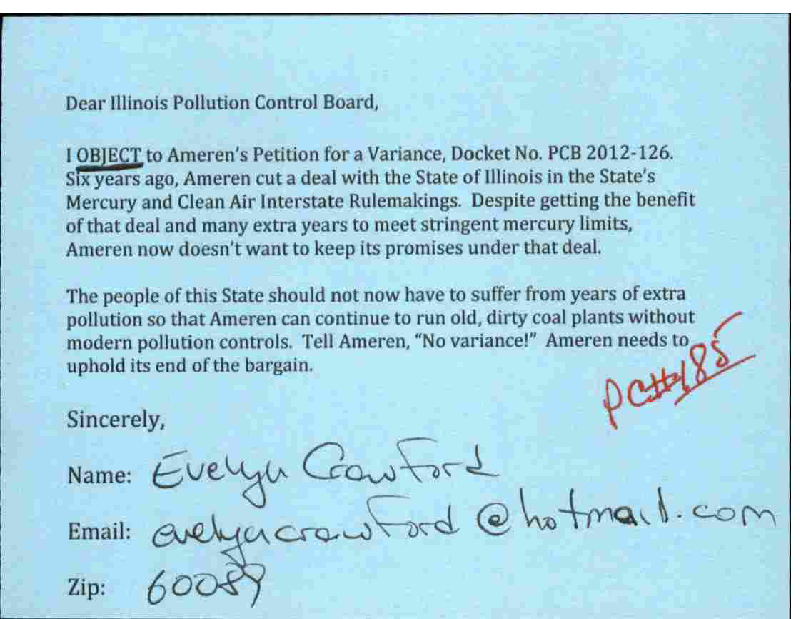 Dear Illinois Pollution Control Board,
I OBJECT to Ameren's Petition for a Variance, Docket No. PCB 2012-126.
Six years ago, Ameren cut a deal with the State of Illinois in the State's
Mercury and Clean Air Interstate Rulemakings. Despite getting the benefit
of that deal and many extra years to meet stringent mercury limits,
Ameren now doesn't want to keep its promises under that deal.
The people of this State should not now have to suffer from years of extra
pollution so that Ameren can continue to run old, dirty coal plants without
modern pollution controls. Tell Ameren, "No variance!" Ameren needs to
uphold its end of the bargain.
PC#185
Sincerely,
Name: Evelyn Crawford
Email: evelyncrawford@hotmail.com
Zip: 60089